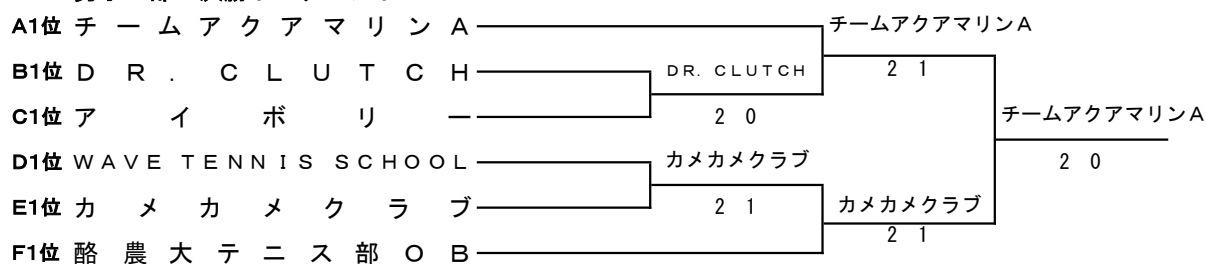 A1位 チームアクアマリンA
チームアクアマリンA
B1位 DR. CLUTCH
DR. CLUTCH
2 1
C1位 アイボリー
2 0
チームアクアマリンA
D1位 WAVE TENNIS SCHOOL
カメカメクラブ
2 0
E1位 カメカメクラブ
2 1
カメカメクラブ
2 1
F1位 酪農大テニス部OB